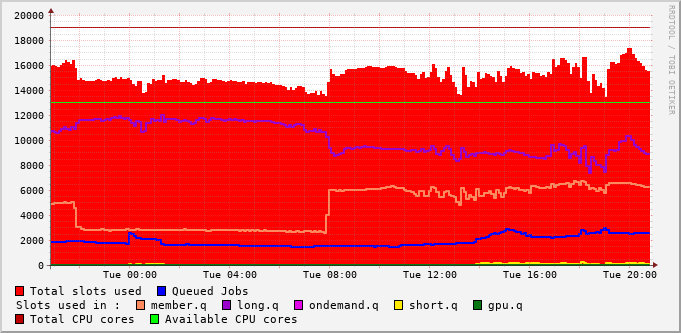 20000
18000
16000
14000
12000
10000
8000
6000
4000
2000
0
Tue 00:00 Tue 04:00 Tue 08:00 Tue 12:00 Tue 16:00 Tue 20:00
RRDTOOL / TOBI OETIKER
Total slots used Queued Jobs
Slots used in : member.q long.q ondemand.q short.q gpu.q
Total CPU cores Available CPU cores